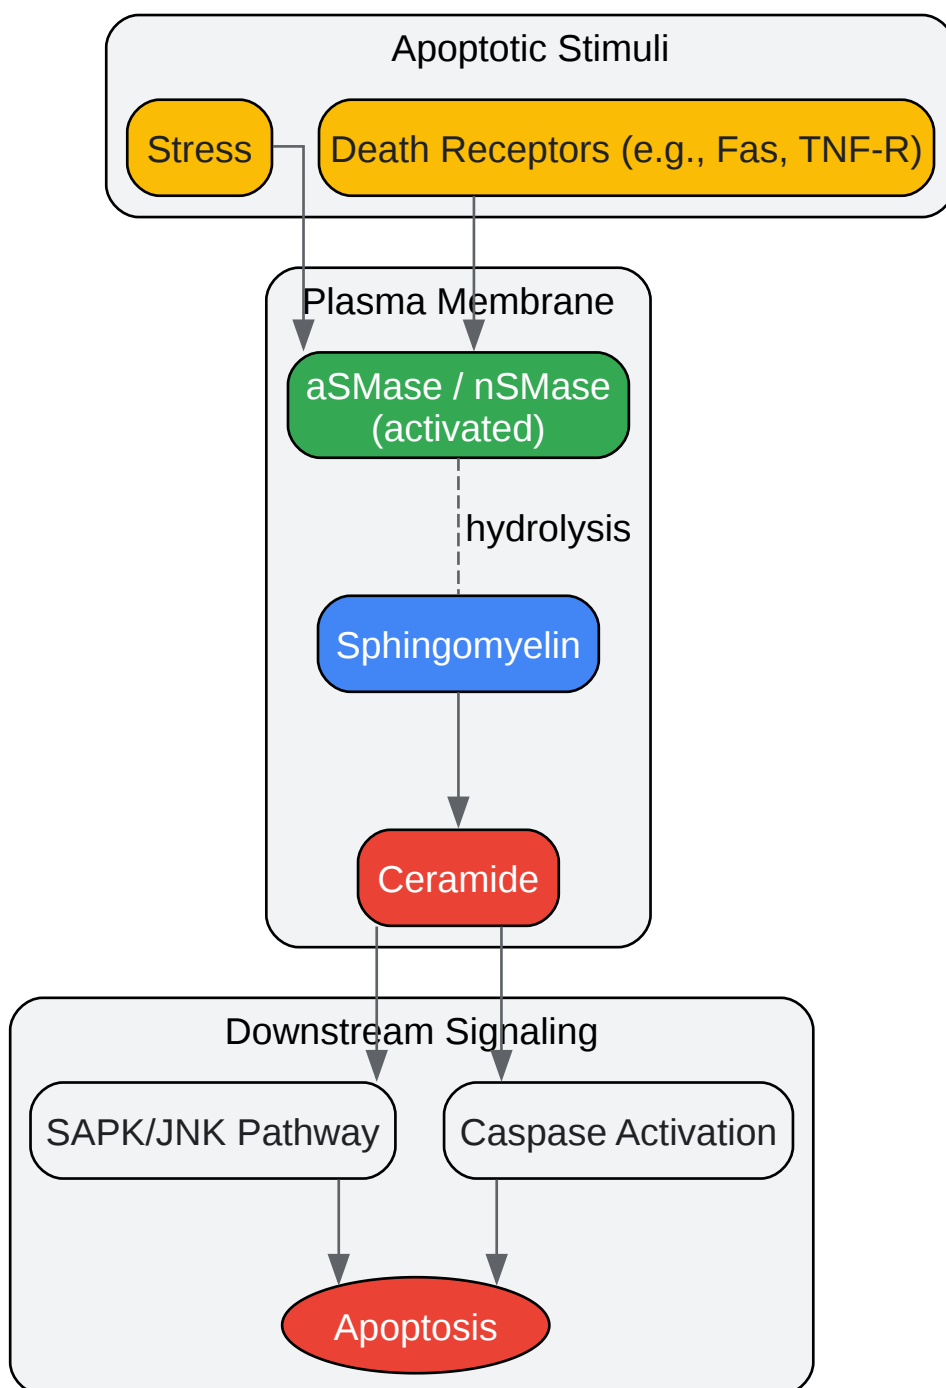 Apoptotic Stimuli
Stress
Death Receptors (e.g., Fas, TNF-R)
Plasma Membrane
aSMase / nSMase
(activated)
hydrolysis
Sphingomyelin
Ceramide
Downstream Signaling
SAPK/JNK Pathway
Caspase Activation
Apoptosis